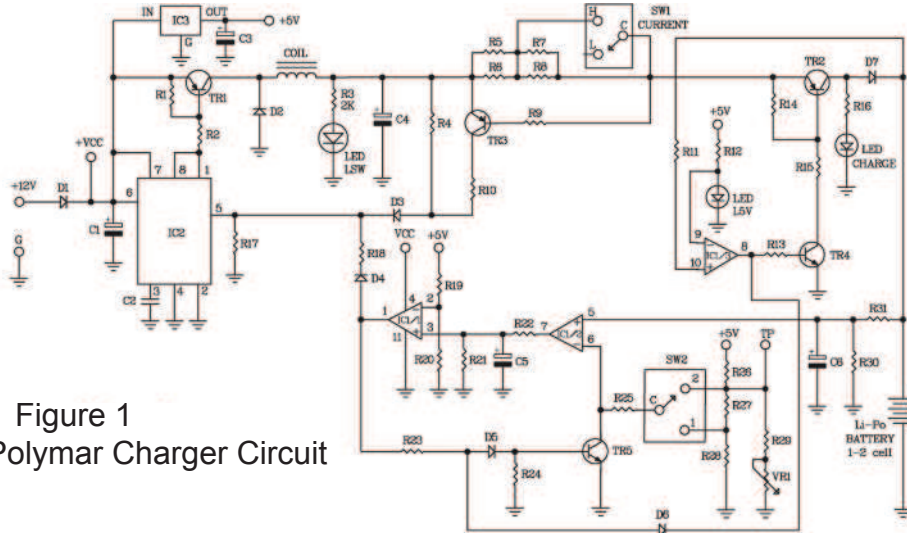 IN
IC3
OUT
+5V
G
C3
SW1
CURRENT
H
C
L
R5
R7
R6
R8
COIL
TR1
R1
R2
D2
R3
2K
LED
LSW
C4
R4
TR3
R9
R10
TR2
D7
R14
R16
LED
CHARGE
R15
R11
+5V
R12
LED
L5V
9
10
IC1/3
8
R13
TR4
+VCC
+12V
D1
G
C1
6
7
8
1
5
IC2
3
4
2
C2
R17
D3
R18
D4
VCC
+5V
R19
1
4
2
IC1/1
3
11
R20
R21
C5
R22
7
IC1/2
5
6
SW2
C
2
1
R25
+5V
TP
R26
R27
R28
R29
VR1
C6
R30
R31
Li-Po
BATTERY
1-2 cell
R23
D5
R24
TR5
D6
Figure 1
Polymar Charger Circuit